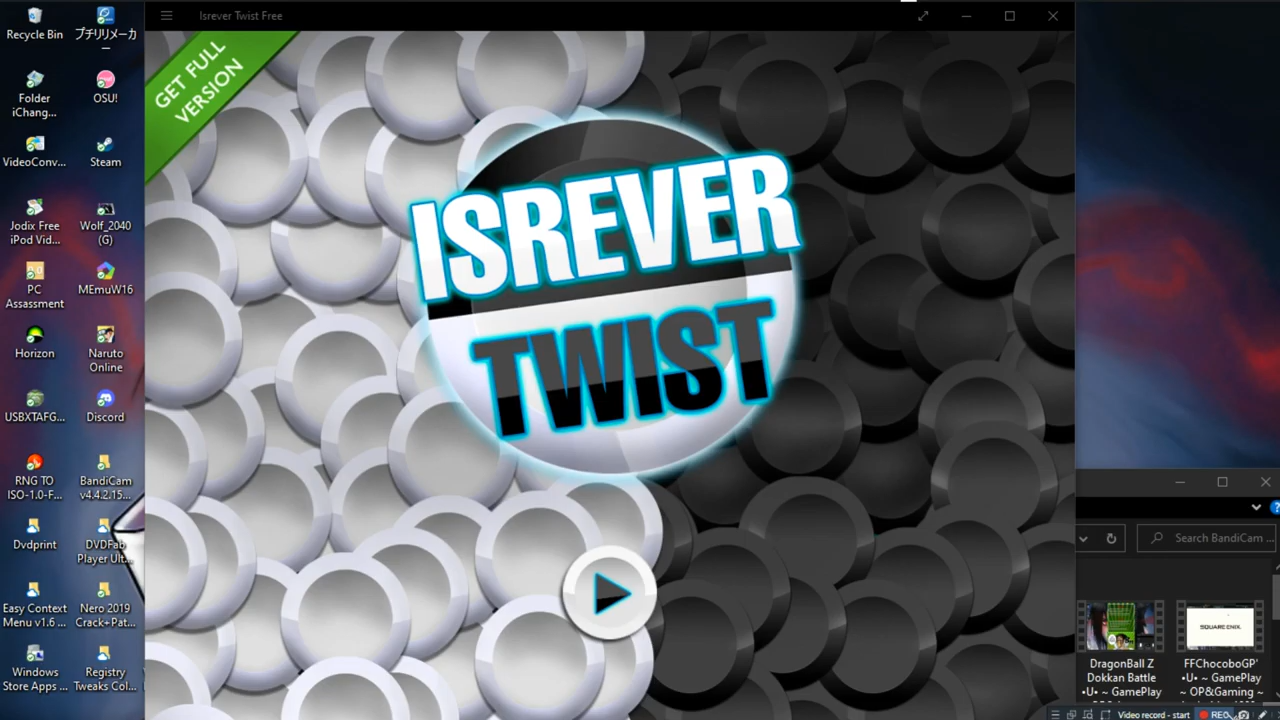 Isrever Twist Free
GET FULL
VERSION
ISREVER
TWIST
Recycle Bin
プチリリメーカ
ー
Folder
iChang...
OSU!
VideoConv...
Steam
Jodix Free
iPod Vid...
Wolf_2040
(G)
PC
Assassment
MEmuW16
Horizon
Naruto
Online
USBXTAFG...
Discord
RNG TO
ISO-1.0-F...
BandiCam
v4.4.2.15...
Dvdprint
DVDFab
Player Ult...
Easy Context
Menu v1.6 ...
Nero 2019
Crack+Pat...
Windows
Store Apps ...
Registry
Tweaks Col...
Search BandiCam ...
SQUARE ENIX.
DragonBall Z
Dokkan Battle
•U• ~ GamePlay
FFChocoboGP'
•U• ~ GamePlay
~ OP&Gaming ~
Video record - start
REC